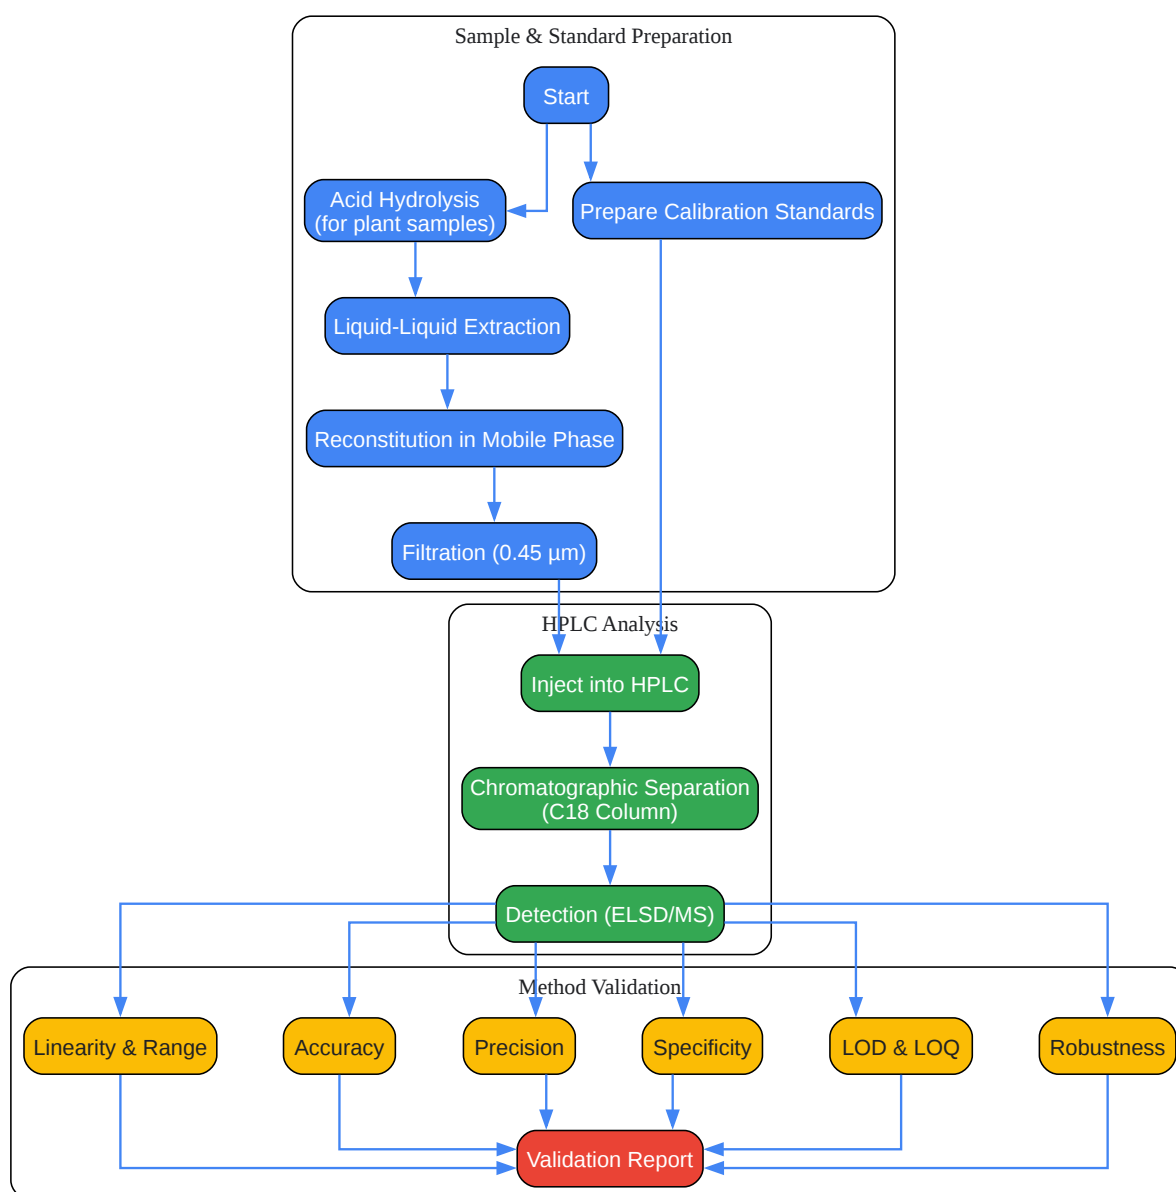 Sample & Standard Preparation
Start
Acid Hydrolysis
(for plant samples)
Prepare Calibration Standards
Liquid-Liquid Extraction
Reconstitution in Mobile Phase
Filtration (0.45 µm)
HPLC Analysis
Inject into HPLC
Chromatographic Separation
(C18 Column)
Detection (ELSD/MS)
Method Validation
Linearity & Range
Accuracy
Precision
Specificity
LOD & LOQ
Robustness
Validation Report